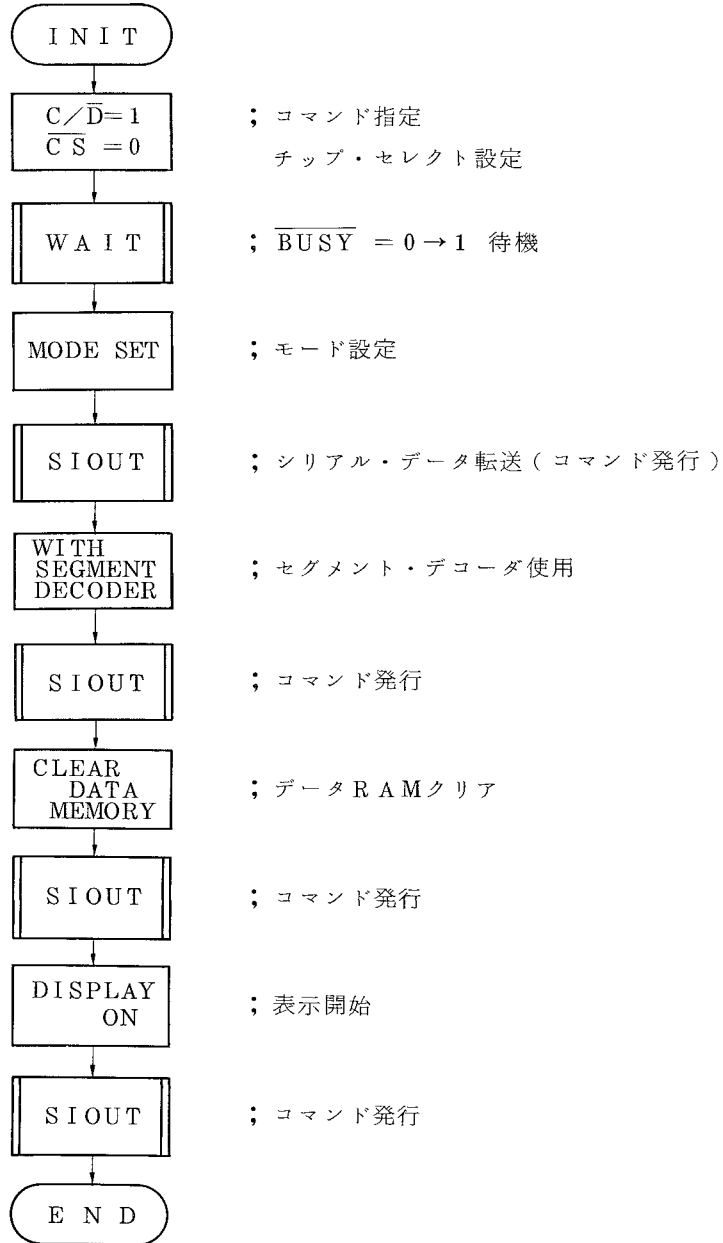 INIT
C/D̅=1 ; コマンド指定
C̅S̅ =0 チップ・セレクト設定
WAIT ; B̅U̅S̅Y̅ =0→1 待機
MODE SET ; モード設定
SIOUT ; シリアル・データ転送(コマンド発行)
WITH
SEGMENT ; セグメント・デコーダ使用
DECODER
SIOUT ; コマンド発行
CLEAR
DATA ; データRAMクリア
MEMORY
SIOUT ; コマンド発行
DISPLAY ; 表示開始
ON
SIOUT ; コマンド発行
END